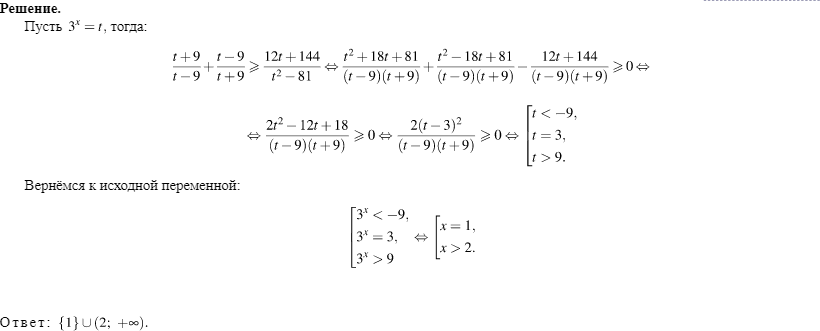 Решение.
Пусть 3^x = t, тогда:
(t + 9)/(t − 9) + (t − 9)/(t + 9) ⩾ (12t + 144)/(t² − 81) ⇔ (t² + 18t + 81)/((t − 9)(t + 9)) + (t² − 18t + 81)/((t − 9)(t + 9)) − (12t + 144)/((t − 9)(t + 9)) ⩾ 0 ⇔
⇔ (2t² − 12t + 18)/((t − 9)(t + 9)) ⩾ 0 ⇔ 2(t − 3)²/((t − 9)(t + 9)) ⩾ 0 ⇔ [t < −9, t = 3, t > 9.
Вернёмся к исходной переменной:
[3^x < −9, 3^x = 3, 3^x > 9 ⇔ [x = 1, x > 2.
Ответ: {1} ∪ (2; +∞).